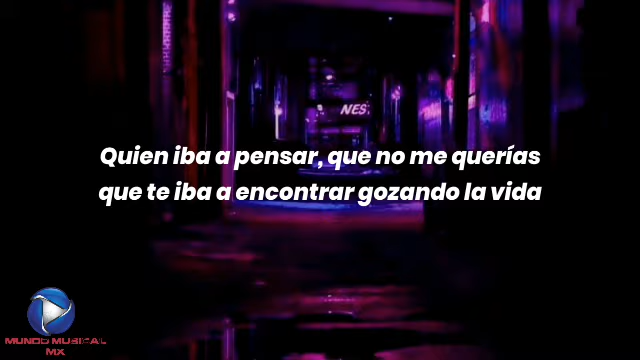 NES
Quien iba a pensar, que no me querías
que te iba a encontrar gozando la vida
MUNDO MUSICAL
MX